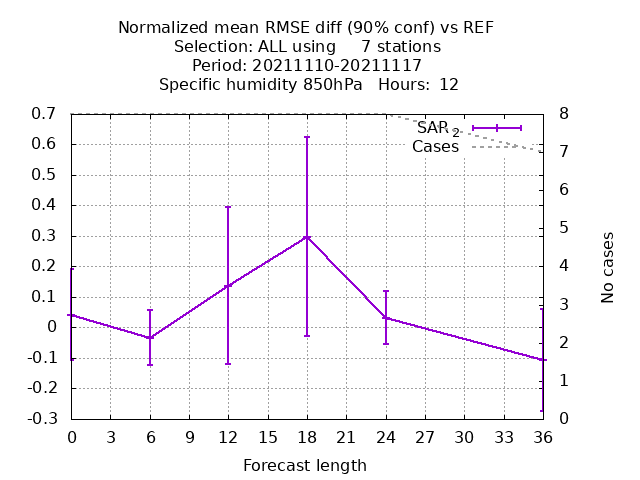 Normalized mean RMSE diff (90% conf) vs REF
Selection: ALL using     7 stations
Period: 20211110-20211117
Specific humidity 850hPa   Hours:  12
SAR 2
Cases
0.7
0.6
0.5
0.4
0.3
0.2
0.1
0
-0.1
-0.2
-0.3
8
7
6
5
4
3
2
1
0
No cases
0 3 6 9 12 15 18 21 24 27 30 33 36
Forecast length